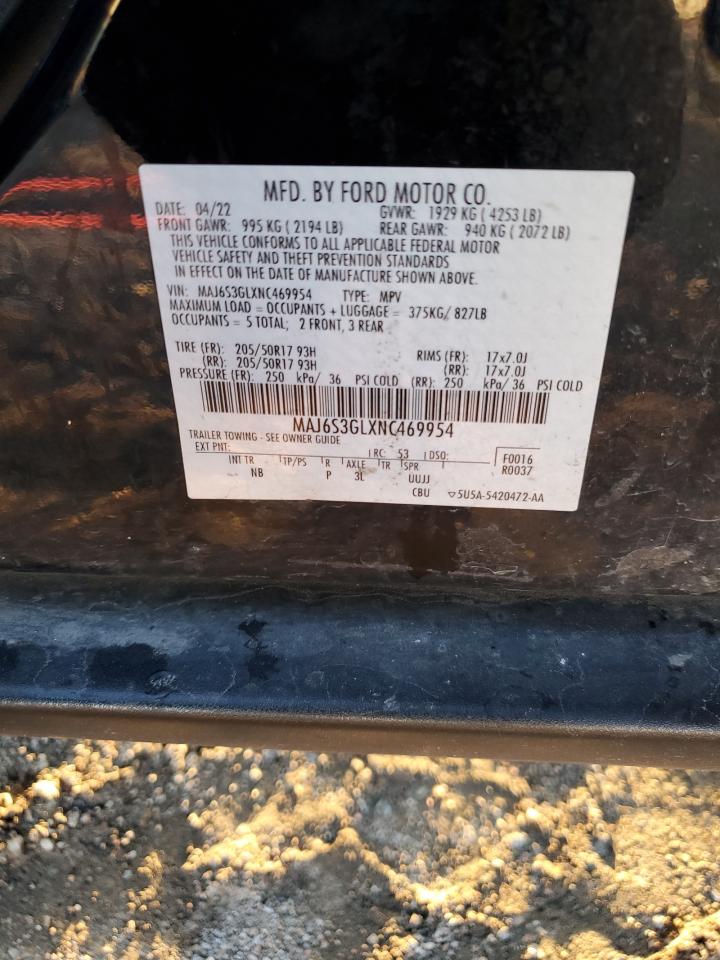 MFD. BY FORD MOTOR CO.
DATE: 04/22 GVWR: 1929 KG ( 4253 LB)
FRONT GAWR: 995 KG ( 2194 LB) REAR GAWR: 940 KG ( 2072 LB)
THIS VEHICLE CONFORMS TO ALL APPLICABLE FEDERAL MOTOR
VEHICLE SAFETY AND THEFT PREVENTION STANDARDS
IN EFFECT ON THE DATE OF MANUFACTURE SHOWN ABOVE.
VIN: MAJ6S3GLXNC469954 TYPE: MPV
MAXIMUM LOAD = OCCUPANTS + LUGGAGE = 375KG/ 827LB
OCCUPANTS = 5 TOTAL; 2 FRONT, 3 REAR
TIRE (FR): 205/50R17 93H RIMS (FR): 17x7.0J
(RR): 205/50R17 93H (RR): 17x7.0J
PRESSURE (FR): 250 kPa/ 36 PSI COLD (RR): 250 kPa/ 36 PSI COLD
MAJ6S3GLXNC469954
TRAILER TOWING - SEE OWNER GUIDE
EXT PNT: RC: 53 DSO: F0016
INT TR TP/PS R AXLE TR SPR R0037
NB P 3L UUJJ
CBU 5U5A-5420472-AA